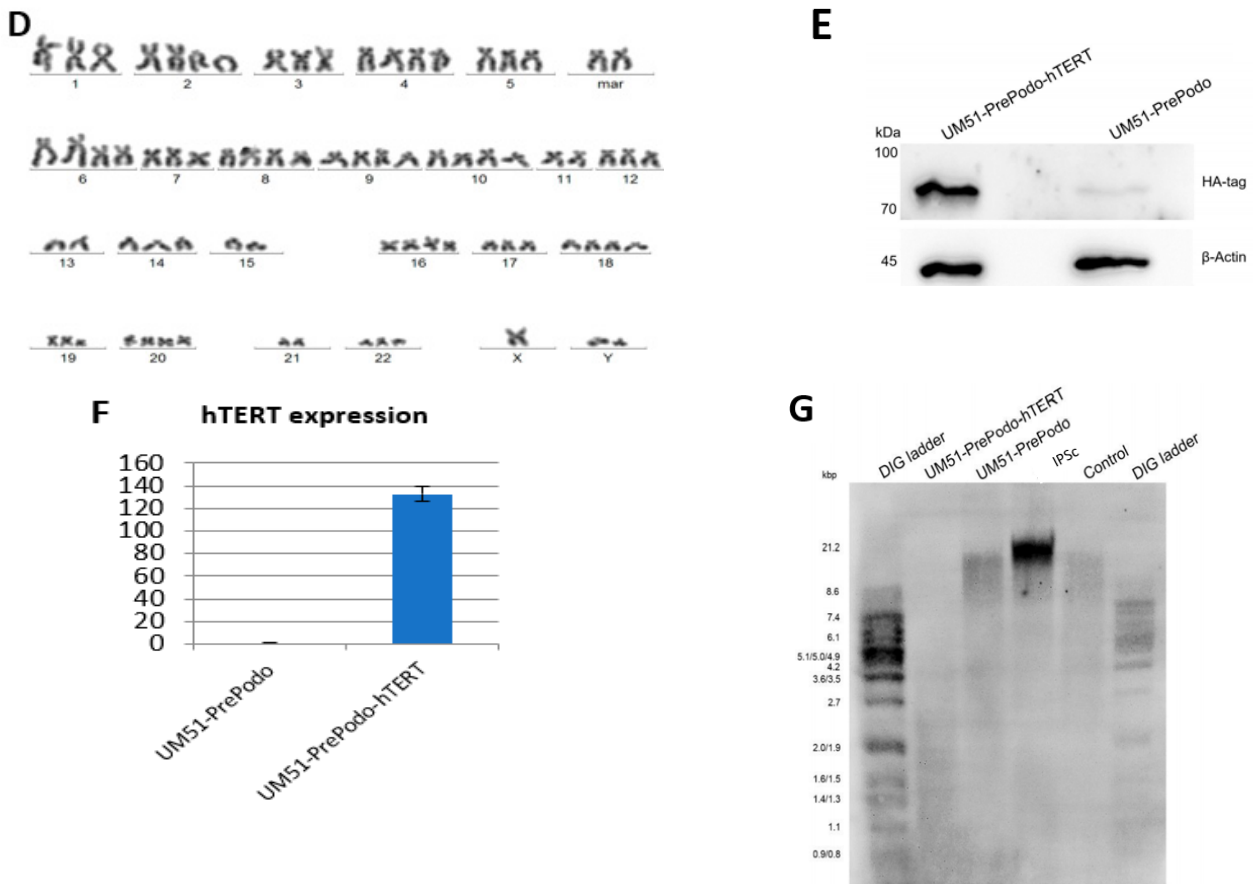 D
1 2 3 4 5 mar
6 7 8 9 10 11 12
13 14 15 16 17 18
19 20 21 22 X Y
E
UM51-PrePodo-hTERT
UM51-PrePodo
kDa
100
HA-tag
70
45
β-Actin
F
hTERT expression
160
140
120
100
80
60
40
20
0
UM51-PrePodo
UM51-PrePodo-hTERT
G
DIG ladder
UM51-PrePodo-hTERT
UM51-PrePodo
IPSc
Control
DIG ladder
kbp
21.2
8.6
7.4
6.1
5.1/5.0/4.9
4.2
3.6/3.5
2.7
2.0/1.9
1.6/1.5
1.4/1.3
1.1
0.9/0.8